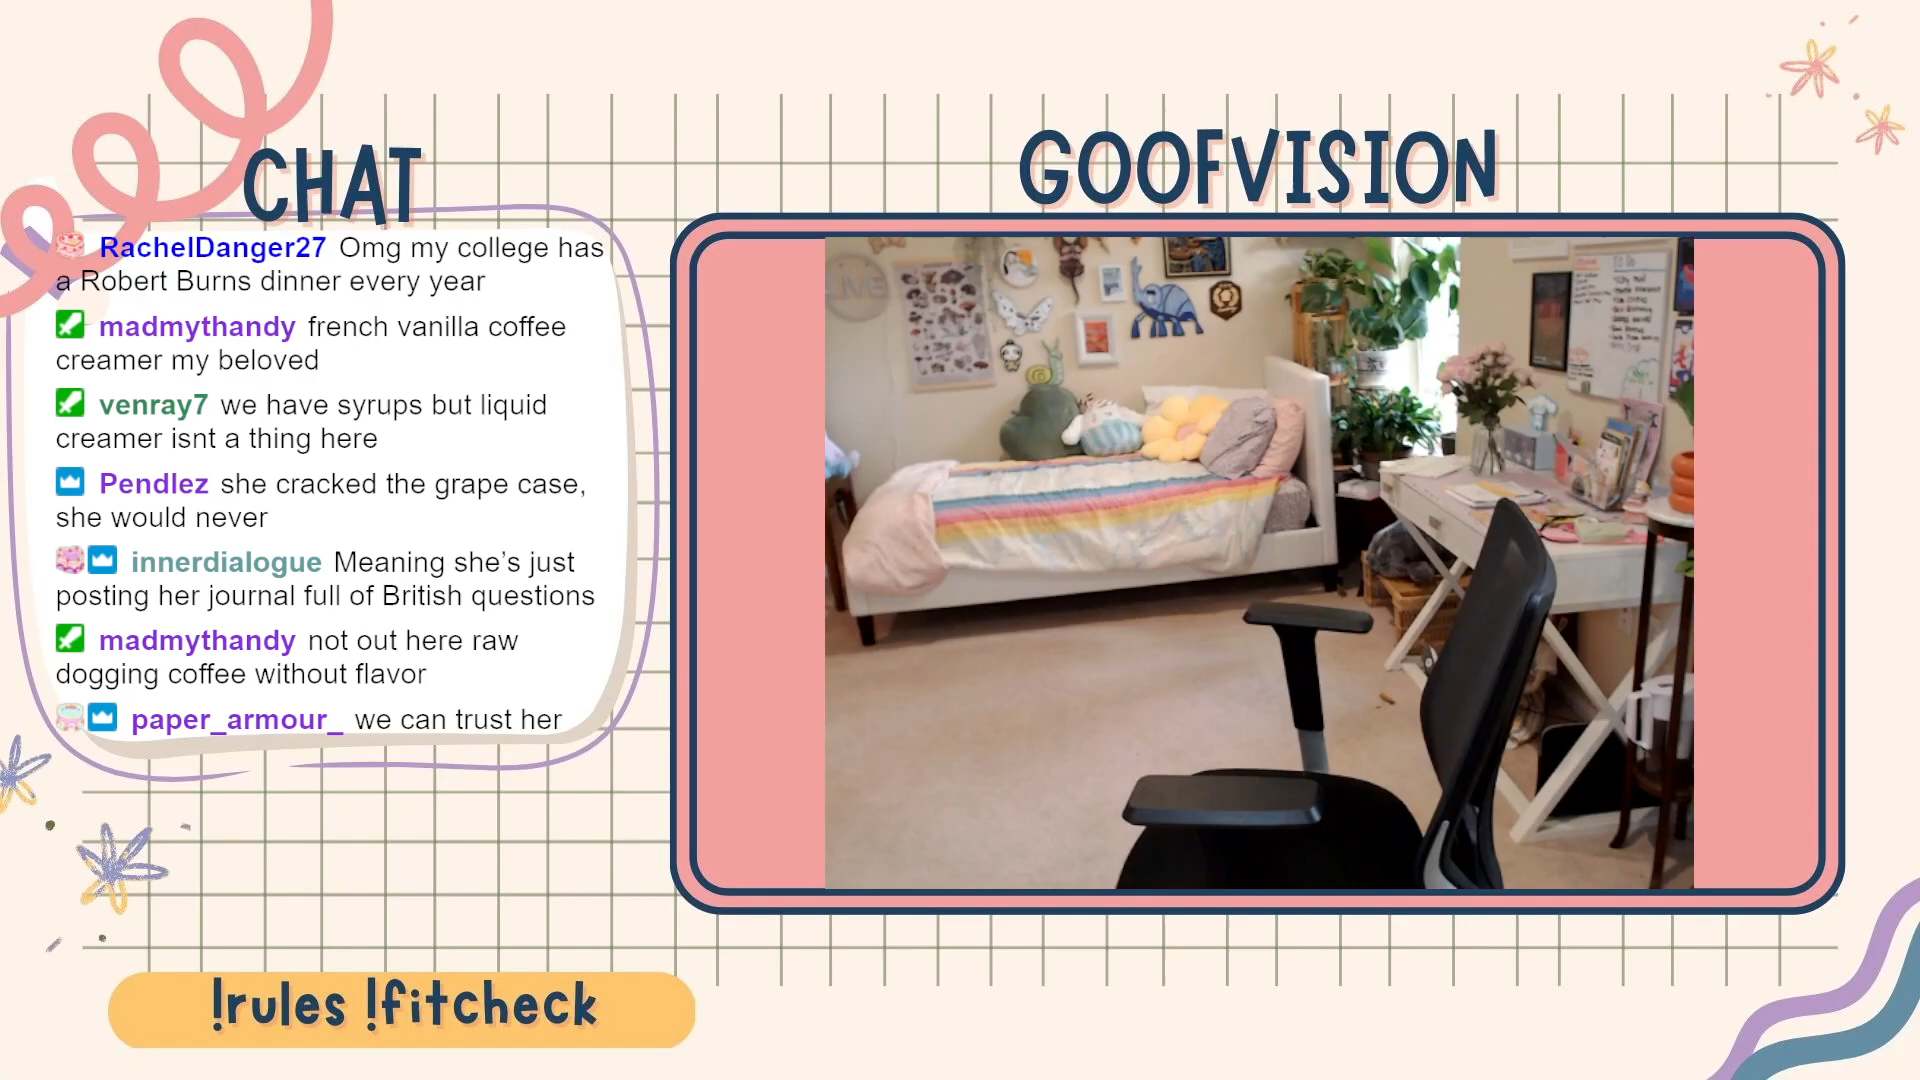 CHAT
GOOFVISION
RachelDanger27 Omg my college has
a Robert Burns dinner every year
madmythandy french vanilla coffee
creamer my beloved
venray7 we have syrups but liquid
creamer isnt a thing here
Pendlez she cracked the grape case,
she would never
innerdialogue Meaning she’s just
posting her journal full of British questions
madmythandy not out here raw
dogging coffee without flavor
paper_armour_ we can trust her
To Do
!rules !fitcheck